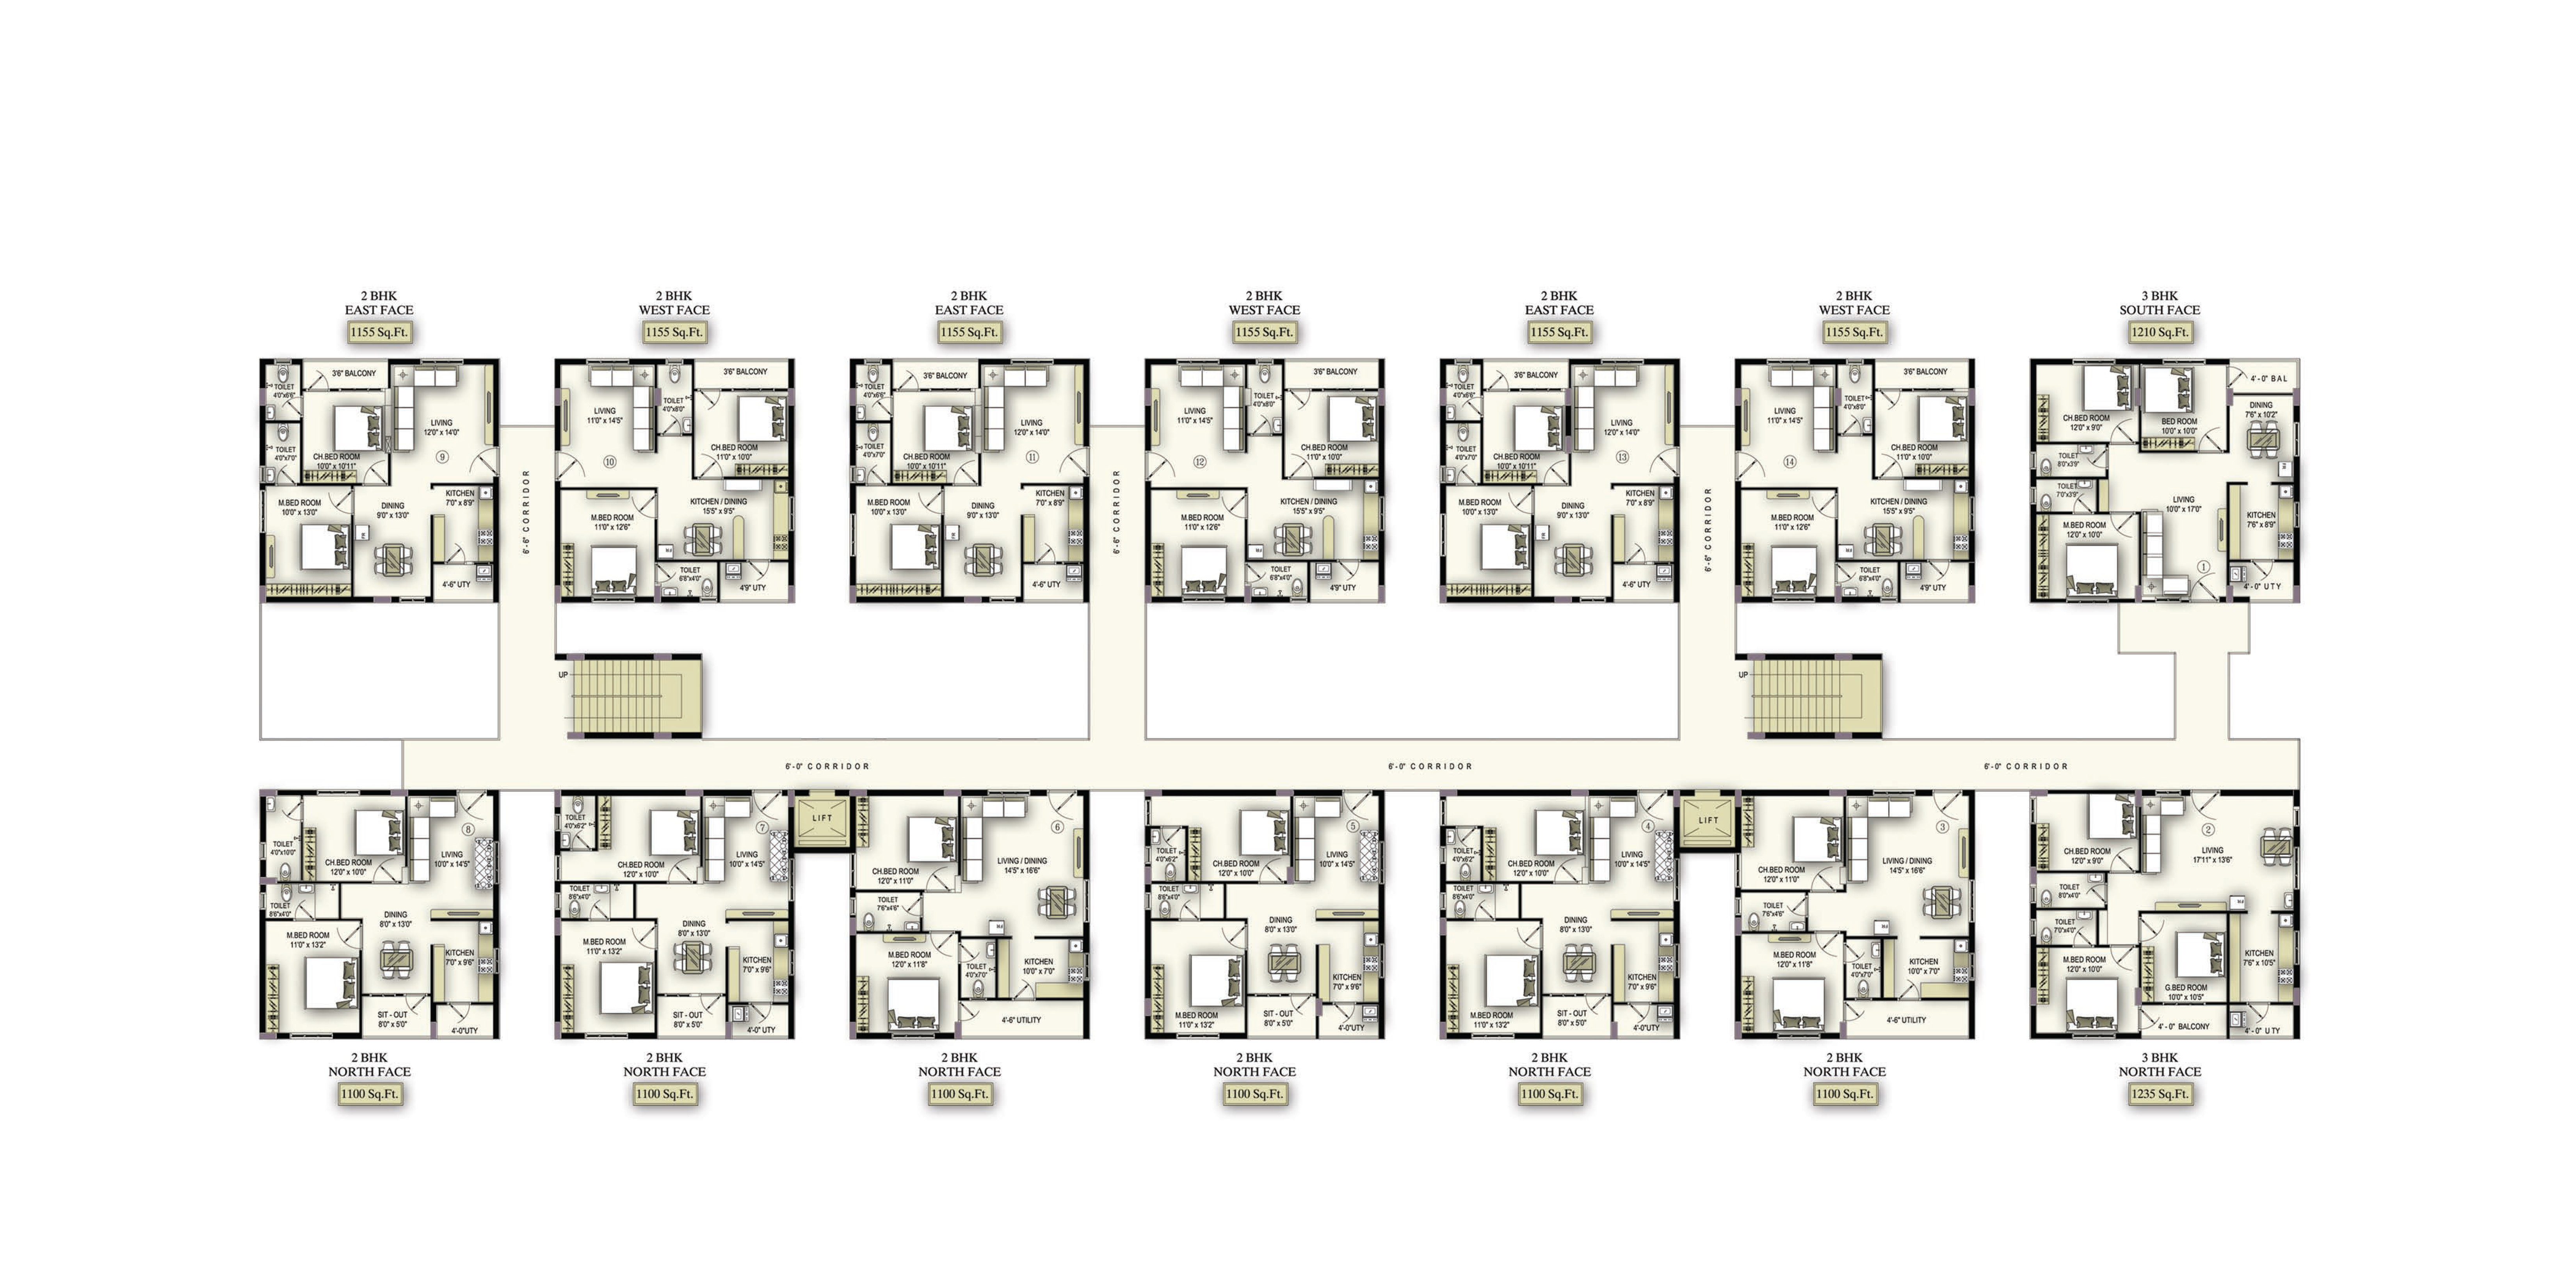 2 BHK
EAST FACE
1155 Sq.Ft.
2 BHK
WEST FACE
1155 Sq.Ft.
2 BHK
EAST FACE
1155 Sq.Ft.
2 BHK
WEST FACE
1155 Sq.Ft.
2 BHK
EAST FACE
1155 Sq.Ft.
2 BHK
WEST FACE
1155 Sq.Ft.
3 BHK
SOUTH FACE
1210 Sq.Ft.
TOILET
4'0"x6'6"
3'6" BALCONY
LIVING
12'0" x 14'0"
9
TOILET
4'0"x7'0"
CH.BED ROOM
10'0" x 10'11"
M.BED ROOM
10'0" x 13'0"
DINING
9'0" x 13'0"
KITCHEN
7'0" x 8'9"
4'-6" UTY
6'-6" CORRIDOR
LIVING
11'0" x 14'5"
10
TOILET
4'0"x8'0"
3'6" BALCONY
CH.BED ROOM
11'0" x 10'0"
M.BED ROOM
11'0" x 12'6"
KITCHEN / DINING
15'5" x 9'5"
TOILET
6'8"x4'0"
4'9" UTY
TOILET
4'0"x6'6"
3'6" BALCONY
LIVING
12'0" x 14'0"
11
TOILET
4'0"x7'0"
CH.BED ROOM
10'0" x 10'11"
M.BED ROOM
10'0" x 13'0"
DINING
9'0" x 13'0"
KITCHEN
7'0" x 8'9"
4'-6" UTY
6'-6" CORRIDOR
LIVING
11'0" x 14'5"
12
TOILET
4'0"x8'0"
3'6" BALCONY
CH.BED ROOM
11'0" x 10'0"
M.BED ROOM
11'0" x 12'6"
KITCHEN / DINING
15'5" x 9'5"
TOILET
6'8"x4'0"
4'9" UTY
TOILET
4'0"x6'6"
3'6" BALCONY
LIVING
12'0" x 14'0"
13
TOILET
4'0"x7'0"
CH.BED ROOM
10'0" x 10'11"
M.BED ROOM
10'0" x 13'0"
DINING
9'0" x 13'0"
KITCHEN
7'0" x 8'9"
4'-6" UTY
6'-6" CORRIDOR
LIVING
11'0" x 14'5"
14
TOILET
4'0"x8'0"
3'6" BALCONY
CH.BED ROOM
11'0" x 10'0"
M.BED ROOM
11'0" x 12'6"
KITCHEN / DINING
15'5" x 9'5"
TOILET
6'8"x4'0"
4'9" UTY
CH.BED ROOM
12'0" x 9'0"
BED ROOM
10'0" x 10'0"
4'-0" BAL
DINING
7'6" x 10'2"
TOILET
8'0"x3'9"
TOILET
7'0"x3'9"
LIVING
10'0" x 17'0"
KITCHEN
7'6" x 8'9"
M.BED ROOM
12'0" x 10'0"
1
4'-0" UTY
UP
UP
6'-0" CORRIDOR
6'-0" CORRIDOR
6'-0" CORRIDOR
8
TOILET
4'0"x10'0"
CH.BED ROOM
12'0" x 10'0"
LIVING
10'0" x 14'5"
TOILET
8'6"x4'0"
DINING
8'0" x 13'0"
M.BED ROOM
11'0" x 13'2"
KITCHEN
7'0" x 9'6"
SIT - OUT
8'0" x 5'0"
4'-0"UTY
TOILET
4'0"x6'2"
7
CH.BED ROOM
12'0" x 10'0"
LIVING
10'0" x 14'5"
TOILET
8'6"x4'0"
DINING
8'0" x 13'0"
M.BED ROOM
11'0" x 13'2"
KITCHEN
7'0" x 9'6"
SIT - OUT
8'0" x 5'0"
4'-0" UTY
LIFT
6
CH.BED ROOM
12'0" x 11'0"
LIVING / DINING
14'5" x 16'6"
TOILET
7'6"x4'6"
M.BED ROOM
12'0" x 11'8"
TOILET
4'0"x7'0"
KITCHEN
10'0" x 7'0"
4'-6" UTILITY
5
TOILET
4'0"x6'2"
CH.BED ROOM
12'0" x 10'0"
LIVING
10'0" x 14'5"
TOILET
8'6"x4'0"
DINING
8'0" x 13'0"
KITCHEN
7'0" x 9'6"
M.BED ROOM
11'0" x 13'2"
SIT - OUT
8'0" x 5'0"
4'-0"UTY
4
TOILET
4'0"x6'2"
CH.BED ROOM
12'0" x 10'0"
LIVING
10'0" x 14'5"
TOILET
8'6"x4'0"
DINING
8'0" x 13'0"
KITCHEN
7'0" x 9'6"
M.BED ROOM
11'0" x 13'2"
SIT - OUT
8'0" x 5'0"
4'-0"UTY
LIFT
3
CH.BED ROOM
12'0" x 11'0"
LIVING / DINING
14'5" x 16'6"
TOILET
7'6"x4'6"
M.BED ROOM
12'0" x 11'8"
TOILET
4'0"x7'0"
KITCHEN
10'0" x 7'0"
4'-6" UTILITY
2
CH.BED ROOM
12'0" x 9'0"
LIVING
17'11" x 13'6"
TOILET
8'0"x4'0"
TOILET
7'0"x4'0"
KITCHEN
7'6" x 10'5"
M.BED ROOM
12'0" x 10'0"
G.BED ROOM
10'0" x 10'5"
4'-0" BALCONY
4'-0" UTY
2 BHK
NORTH FACE
1100 Sq.Ft.
2 BHK
NORTH FACE
1100 Sq.Ft.
2 BHK
NORTH FACE
1100 Sq.Ft.
2 BHK
NORTH FACE
1100 Sq.Ft.
2 BHK
NORTH FACE
1100 Sq.Ft.
2 BHK
NORTH FACE
1100 Sq.Ft.
3 BHK
NORTH FACE
1235 Sq.Ft.